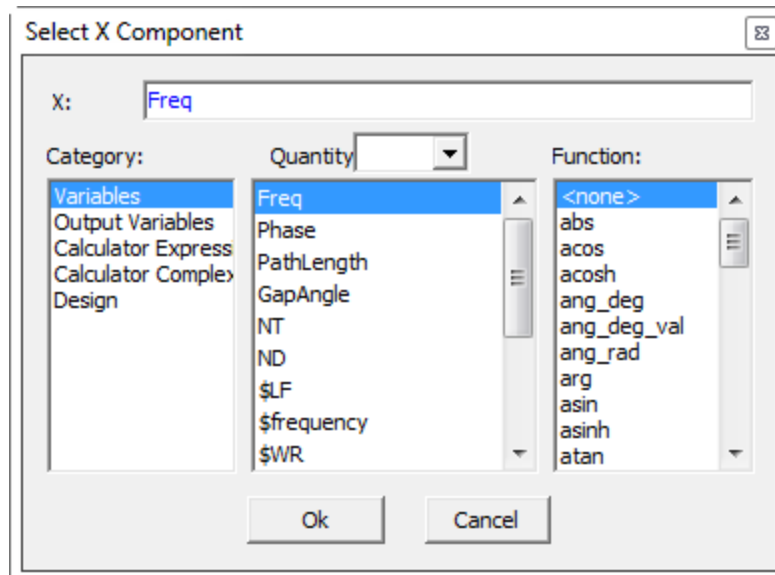 Select X Component
X: Freq
Category:
Variables
Output Variables
Calculator Express
Calculator Complex
Design
Quantity
Freq
Phase
PathLength
GapAngle
NT
ND
$LF
$frequency
$WR
Function:
<none>
abs
acos
acosh
ang_deg
ang_deg_val
ang_rad
arg
asin
asinh
atan
Ok
Cancel